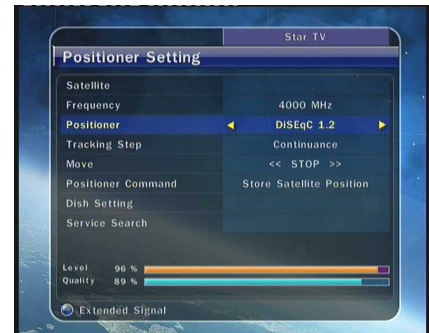 Star TV
Positioner Setting
Satellite
Frequency 4000 MHz
Positioner DiSEqC 1.2
Tracking Step Continuance
Move << STOP >>
Positioner Command Store Satellite Position
Dish Setting
Service Search
Level 96 %
Quality 89 %
Extended Signal